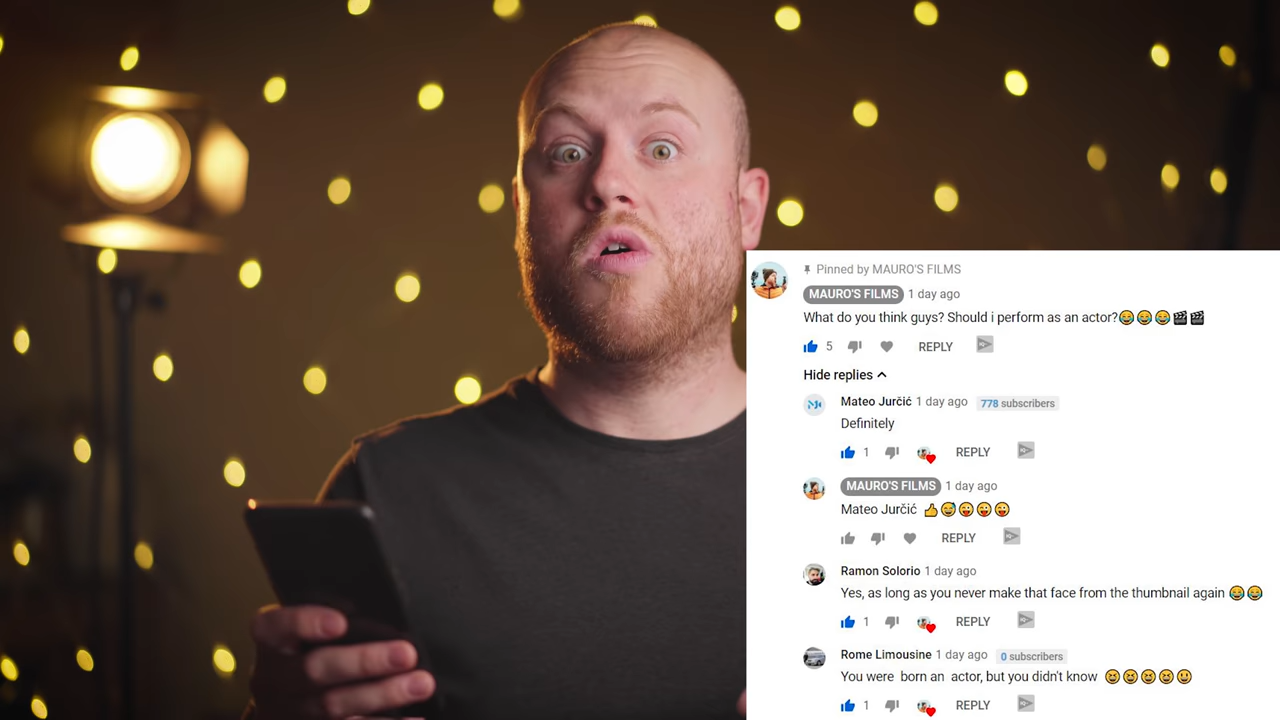 Pinned by MAURO'S FILMS
MAURO'S FILMS 1 day ago
What do you think guys? Should i perform as an actor?😂😂😂🎬🎬
5 REPLY
Hide replies
Mateo Jurčić 1 day ago 778 subscribers
Definitely
1 REPLY
MAURO'S FILMS 1 day ago
Mateo Jurčić 👍😅😜😜😜
REPLY
Ramon Solorio 1 day ago
Yes, as long as you never make that face from the thumbnail again 😂😂
1 REPLY
Rome Limousine 1 day ago 0 subscribers
You were born an actor, but you didn't know 😆😆😆😆😃
1 REPLY